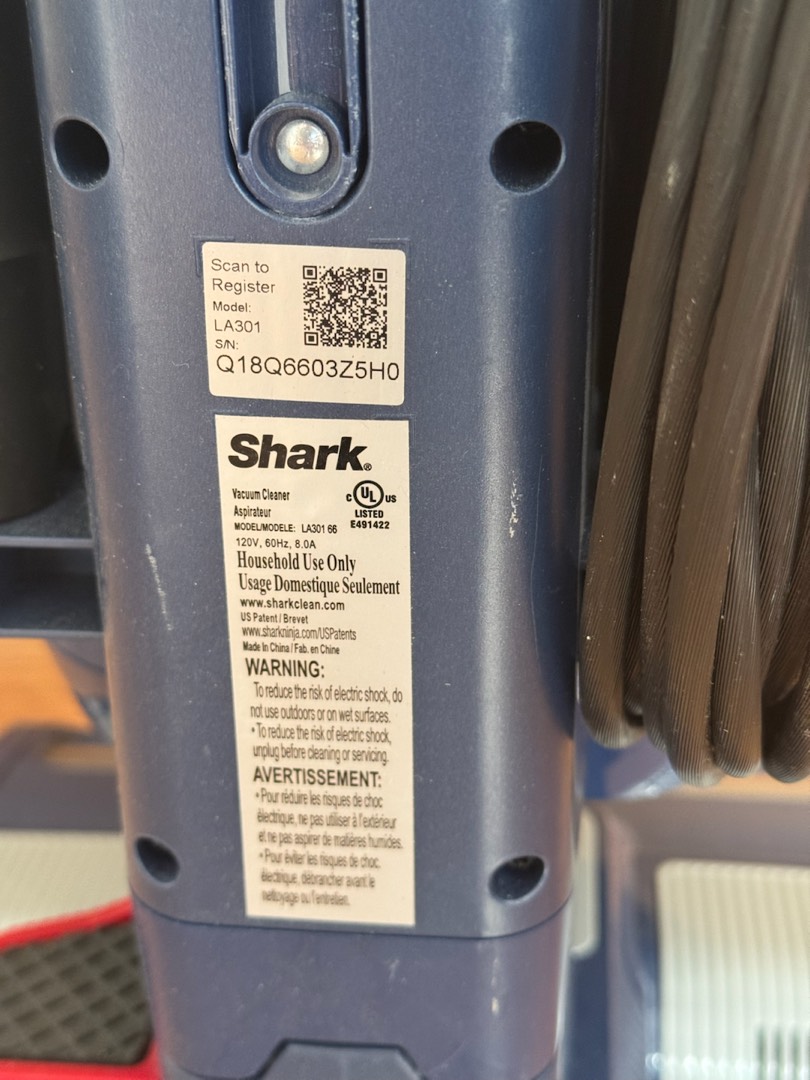 Scan to
Register
Model:
LA301
S/N:
Q18Q6603Z5H0
Shark®
Vacuum Cleaner
Aspirateur
MODEL/MODELE: LA301 66
120V, 60Hz, 8.0A
C UL US
LISTED
E491422
Household Use Only
Usage Domestique Seulement
www.sharkclean.com
US Patent / Brevet
www.sharkninja.com/USPatents
Made in China / Fab. en Chine
WARNING:
To reduce the risk of electric shock, do
not use outdoors or on wet surfaces.
• To reduce the risk of electric shock,
unplug before cleaning or servicing.
AVERTISSEMENT:
• Pour réduire les risques de choc
électrique, ne pas utiliser à l'extérieur
et ne pas aspirer de matières humides.
• Pour éviter les risques de choc
électrique, débrancher avant le
nettoyage ou l'entretien.